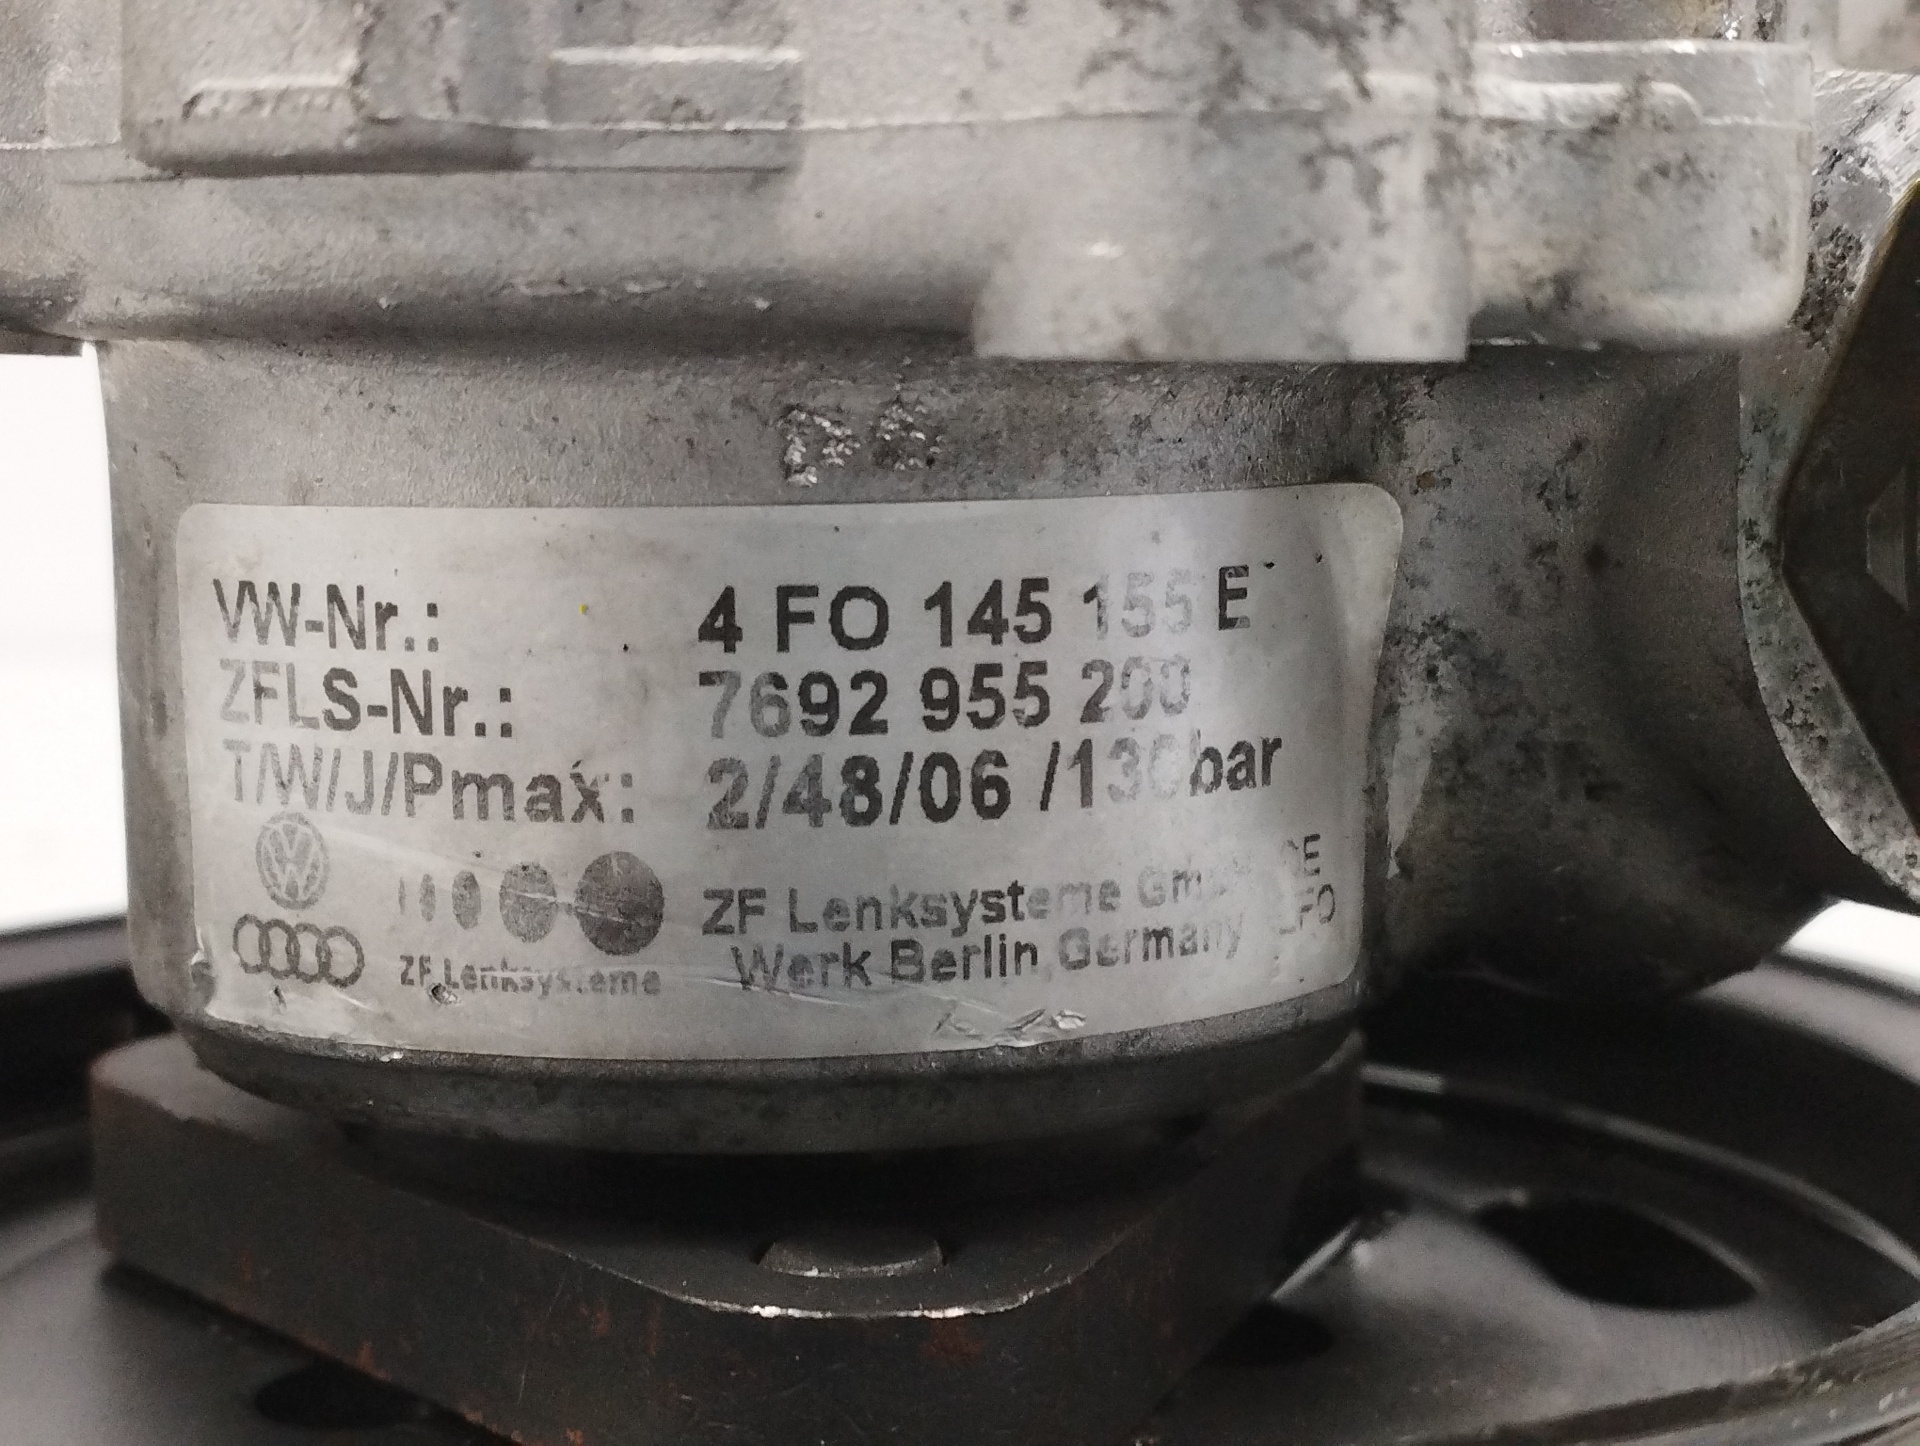 VW-Nr.: 4 FO 145 155 E
ZFLS-Nr.: 7692 955 200
T/W/J/Pmax: 2/48/06 /130bar
ZF Lenksysteme GmbH
Werk Berlin,Germany
ZF Lenksysteme